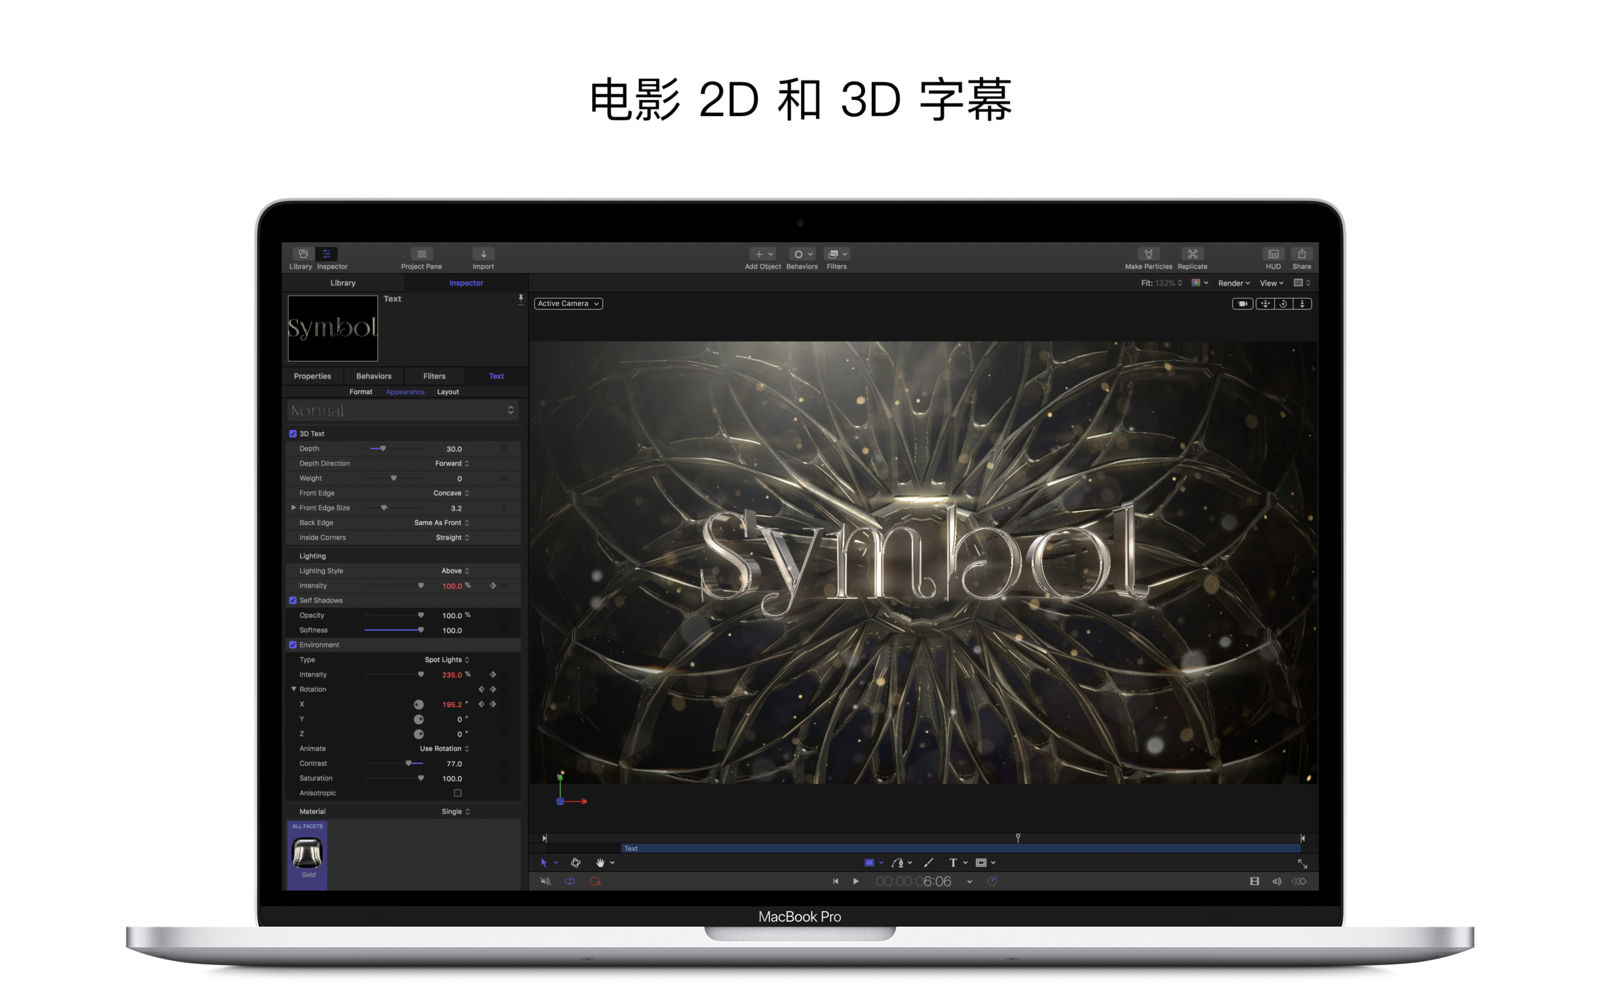 电影 2D 和 3D 字幕
Library Inspector Project Pane Import Add Object Behaviors Filters Make Particles Replicate HUD Share
Library Inspector Fit: 132% Render View
Text
Symbol
Active Camera
Properties Behaviors Filters Text
Format Appearance Layout
Normal
3D Text
Depth 30.0
Depth Direction Forward
Weight 0
Front Edge Concave
Front Edge Size 3.2
Back Edge Same As Front
Inside Corners Straight
Lighting
Lighting Style Above
Intensity 100.0 %
Self Shadows
Opacity 100.0 %
Softness 100.0
Environment
Type Spot Lights
Intensity 235.0 %
Rotation
X 195.2 °
Y 0 °
Z 0 °
Animate Use Rotation
Contrast 77.0
Saturation 100.0
Anisotropic
Material Single
ALL FACETS
Gold
Symbol
Text
T
00:00:06:06
MacBook Pro